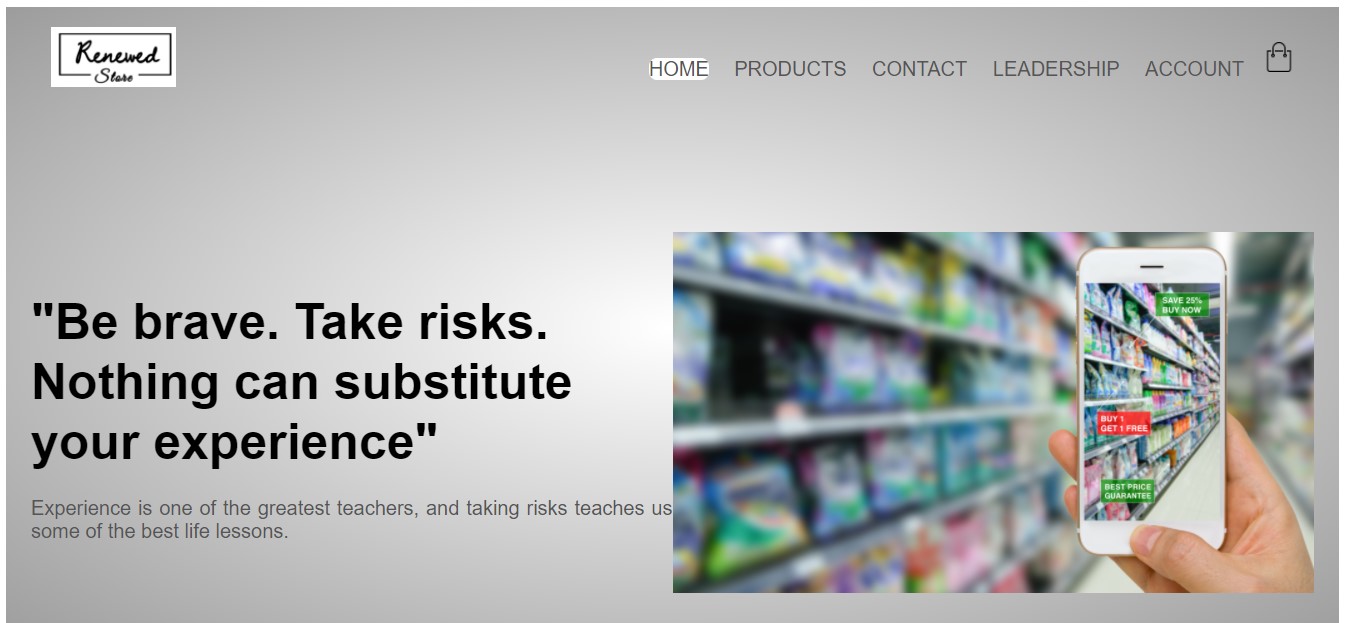 Renewed
Store
HOME PRODUCTS CONTACT LEADERSHIP ACCOUNT
"Be brave. Take risks.
Nothing can substitute
your experience"
Experience is one of the greatest teachers, and taking risks teaches us
some of the best life lessons.
SAVE 25%
BUY NOW
BUY 1
GET 1 FREE
BEST PRICE
GUARANTEE